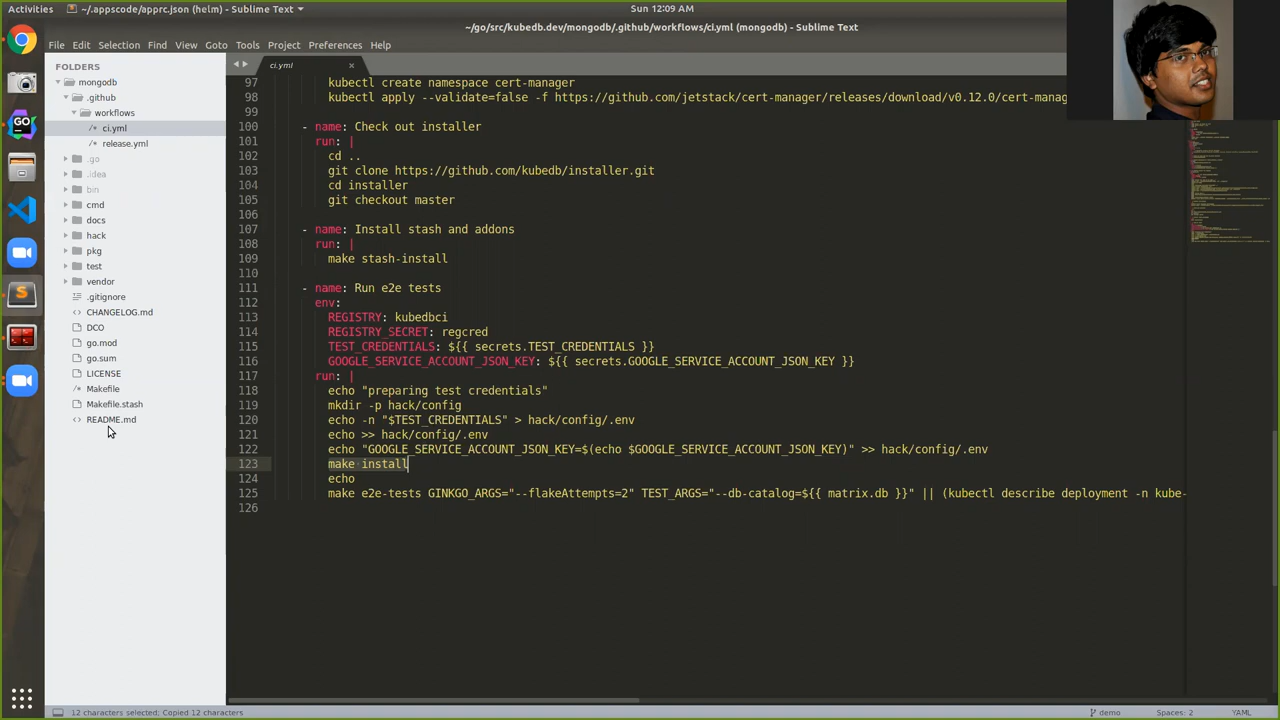 Activities
~/.appscode/apprc.json (helm) - Sublime Text
Sun 12:09 AM
~/go/src/kubedb.dev/mongodb/.github/workflows/ci.yml (mongodb) - Sublime Text
File Edit Selection Find View Goto Tools Project Preferences Help
FOLDERS
mongodb
.github
workflows
ci.yml
release.yml
.go
.idea
bin
cmd
docs
hack
pkg
test
vendor
.gitignore
CHANGELOG.md
DCO
go.mod
go.sum
LICENSE
Makefile
Makefile.stash
README.md
ci.yml
97 kubectl create namespace cert-manager
98 kubectl apply --validate=false -f https://github.com/jetstack/cert-manager/releases/download/v0.12.0/cert-manag
99
100 - name: Check out installer
101 run: |
102 cd ..
103 git clone https://github.com/kubedb/installer.git
104 cd installer
105 git checkout master
106
107 - name: Install stash and addons
108 run: |
109 make stash-install
110
111 - name: Run e2e tests
112 env:
113 REGISTRY: kubedbci
114 REGISTRY_SECRET: regcred
115 TEST_CREDENTIALS: ${{ secrets.TEST_CREDENTIALS }}
116 GOOGLE_SERVICE_ACCOUNT_JSON_KEY: ${{ secrets.GOOGLE_SERVICE_ACCOUNT_JSON_KEY }}
117 run: |
118 echo "preparing test credentials"
119 mkdir -p hack/config
120 echo -n "$TEST_CREDENTIALS" > hack/config/.env
121 echo >> hack/config/.env
122 echo "GOOGLE_SERVICE_ACCOUNT_JSON_KEY=$(echo $GOOGLE_SERVICE_ACCOUNT_JSON_KEY)" >> hack/config/.env
123 make install
124 echo
125 make e2e-tests GINKGO_ARGS="--flakeAttempts=2" TEST_ARGS="--db-catalog=${{ matrix.db }}" || (kubectl describe deployment -n kube-
126
12 characters selected; Copied 12 characters
demo
Spaces: 2
YAML